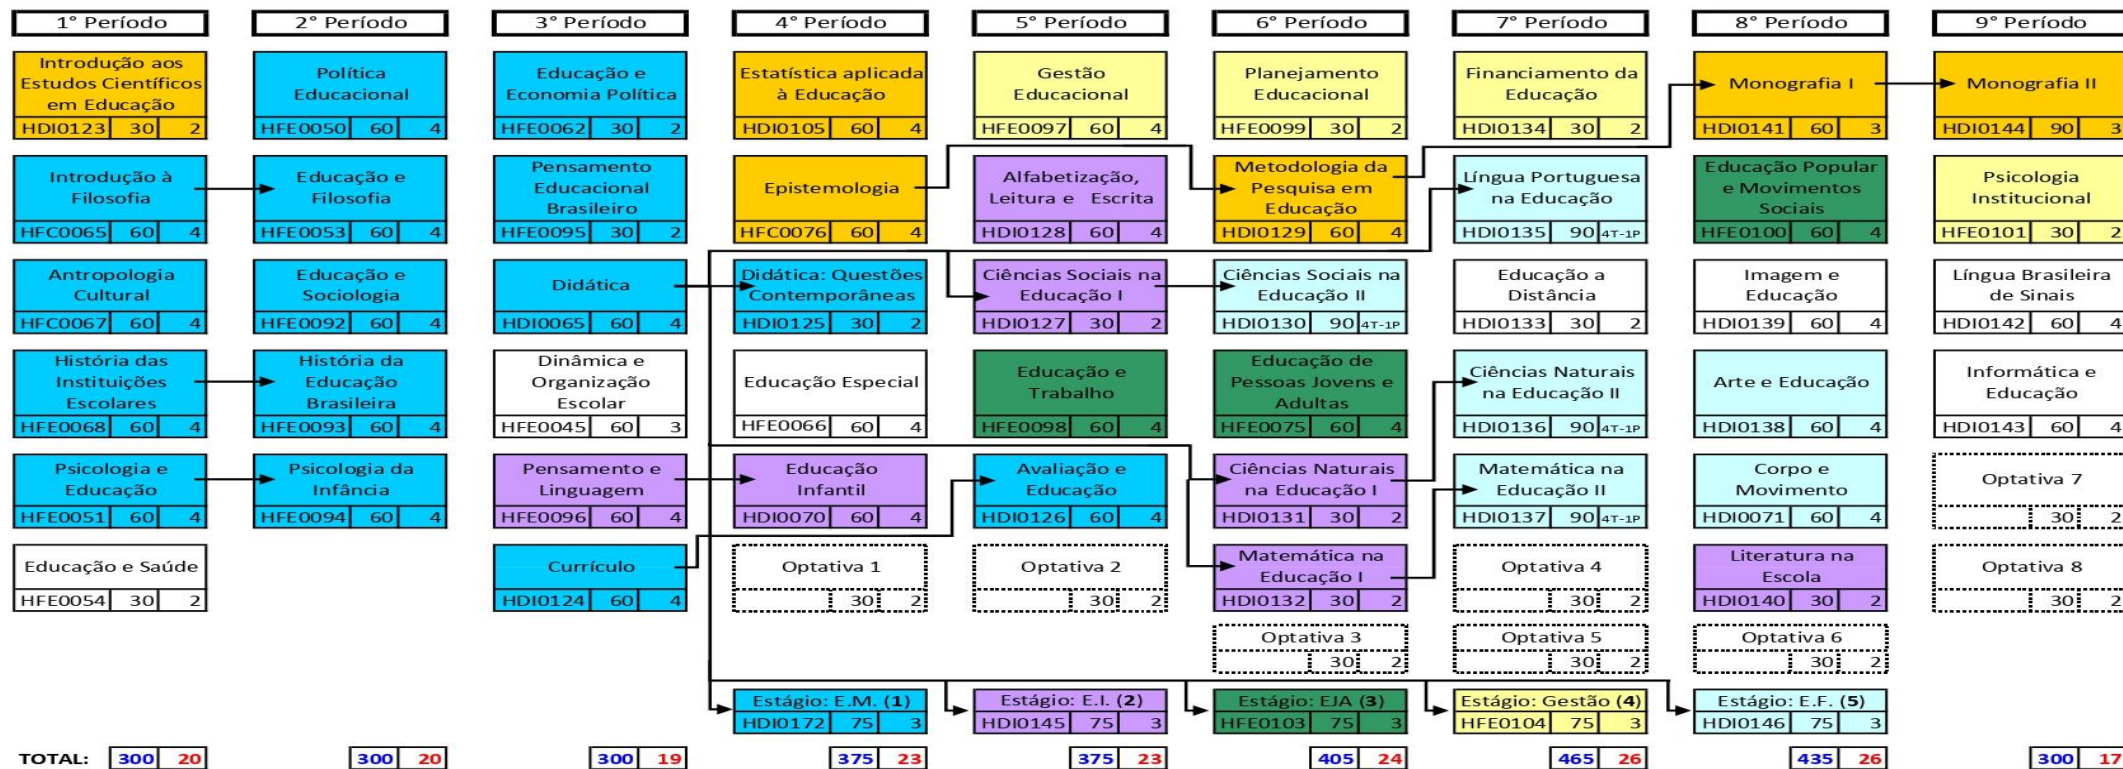 1° Período
2° Período
3° Período
4° Período
5° Período
6° Período
7° Período
8° Período
9° Período
Introdução aos
Estudos Científicos
em Educação
HDI0123 30 2
Política
Educacional
HFE0050 60 4
Educação e
Economia Política
HFE0062 30 2
Estatística aplicada
à Educação
HDI0105 60 4
Gestão
Educacional
HFE0097 60 4
Planejamento
Educacional
HFE0099 30 2
Financiamento da
Educação
HDI0134 30 2
Monografia I
HDI0141 60 3
Monografia II
HDI0144 90 3
Introdução à
Filosofia
HFC0065 60 4
Educação e
Filosofia
HFE0053 60 4
Pensamento
Educacional
Brasileiro
HFE0095 30 2
Epistemologia
HFC0076 60 4
Alfabetização,
Leitura e Escrita
HDI0128 60 4
Metodologia da
Pesquisa em
Educação
HDI0129 60 4
Língua Portuguesa
na Educação
HDI0135 90 4T-1P
Educação Popular
e Movimentos
Sociais
HFE0100 60 4
Psicologia
Institucional
HFE0101 30 2
Antropologia
Cultural
HFC0067 60 4
Educação e
Sociologia
HFE0092 60 4
Didática
HDI0065 60 4
Didática: Questões
Contemporâneas
HDI0125 30 2
Ciências Sociais na
Educação I
HDI0127 30 2
Ciências Sociais na
Educação II
HDI0130 90 4T-1P
Educação a
Distância
HDI0133 30 2
Imagem e
Educação
HDI0139 60 4
Língua Brasileira
de Sinais
HDI0142 60 4
História das
Instituições
Escolares
HFE0068 60 4
História da
Educação
Brasileira
HFE0093 60 4
Dinâmica e
Organização
Escolar
HFE0045 60 3
Educação Especial
HFE0066 60 4
Educação e
Trabalho
HFE0098 60 4
Educação de
Pessoas Jovens e
Adultas
HFE0075 60 4
Ciências Naturais
na Educação II
HDI0136 90 4T-1P
Arte e Educação
HDI0138 60 4
Informática e
Educação
HDI0143 60 4
Psicologia e
Educação
HFE0051 60 4
Psicologia da
Infância
HFE0094 60 4
Pensamento e
Linguagem
HFE0096 60 4
Educação
Infantil
HDI0070 60 4
Avaliação e
Educação
HDI0126 60 4
Ciências Naturais
na Educação I
HDI0131 30 2
Matemática na
Educação II
HDI0137 90 4T-1P
Corpo e
Movimento
HDI0071 60 4
Optativa 7
30 2
Educação e Saúde
HFE0054 30 2
Currículo
HDI0124 60 4
Optativa 1
30 2
Optativa 2
30 2
Matemática na
Educação I
HDI0132 30 2
Optativa 4
30 2
Literatura na
Escola
HDI0140 30 2
Optativa 8
30 2
Optativa 3
30 2
Optativa 5
30 2
Optativa 6
30 2
Estágio: E.M. (1)
HDI0172 75 3
Estágio: E.I. (2)
HDI0145 75 3
Estágio: EJA (3)
HFE0103 75 3
Estágio: Gestão (4)
HFE0104 75 3
Estágio: E.F. (5)
HDI0146 75 3
TOTAL: 300 20 300 20 300 19 375 23 375 23 405 24 465 26 435 26 300 17